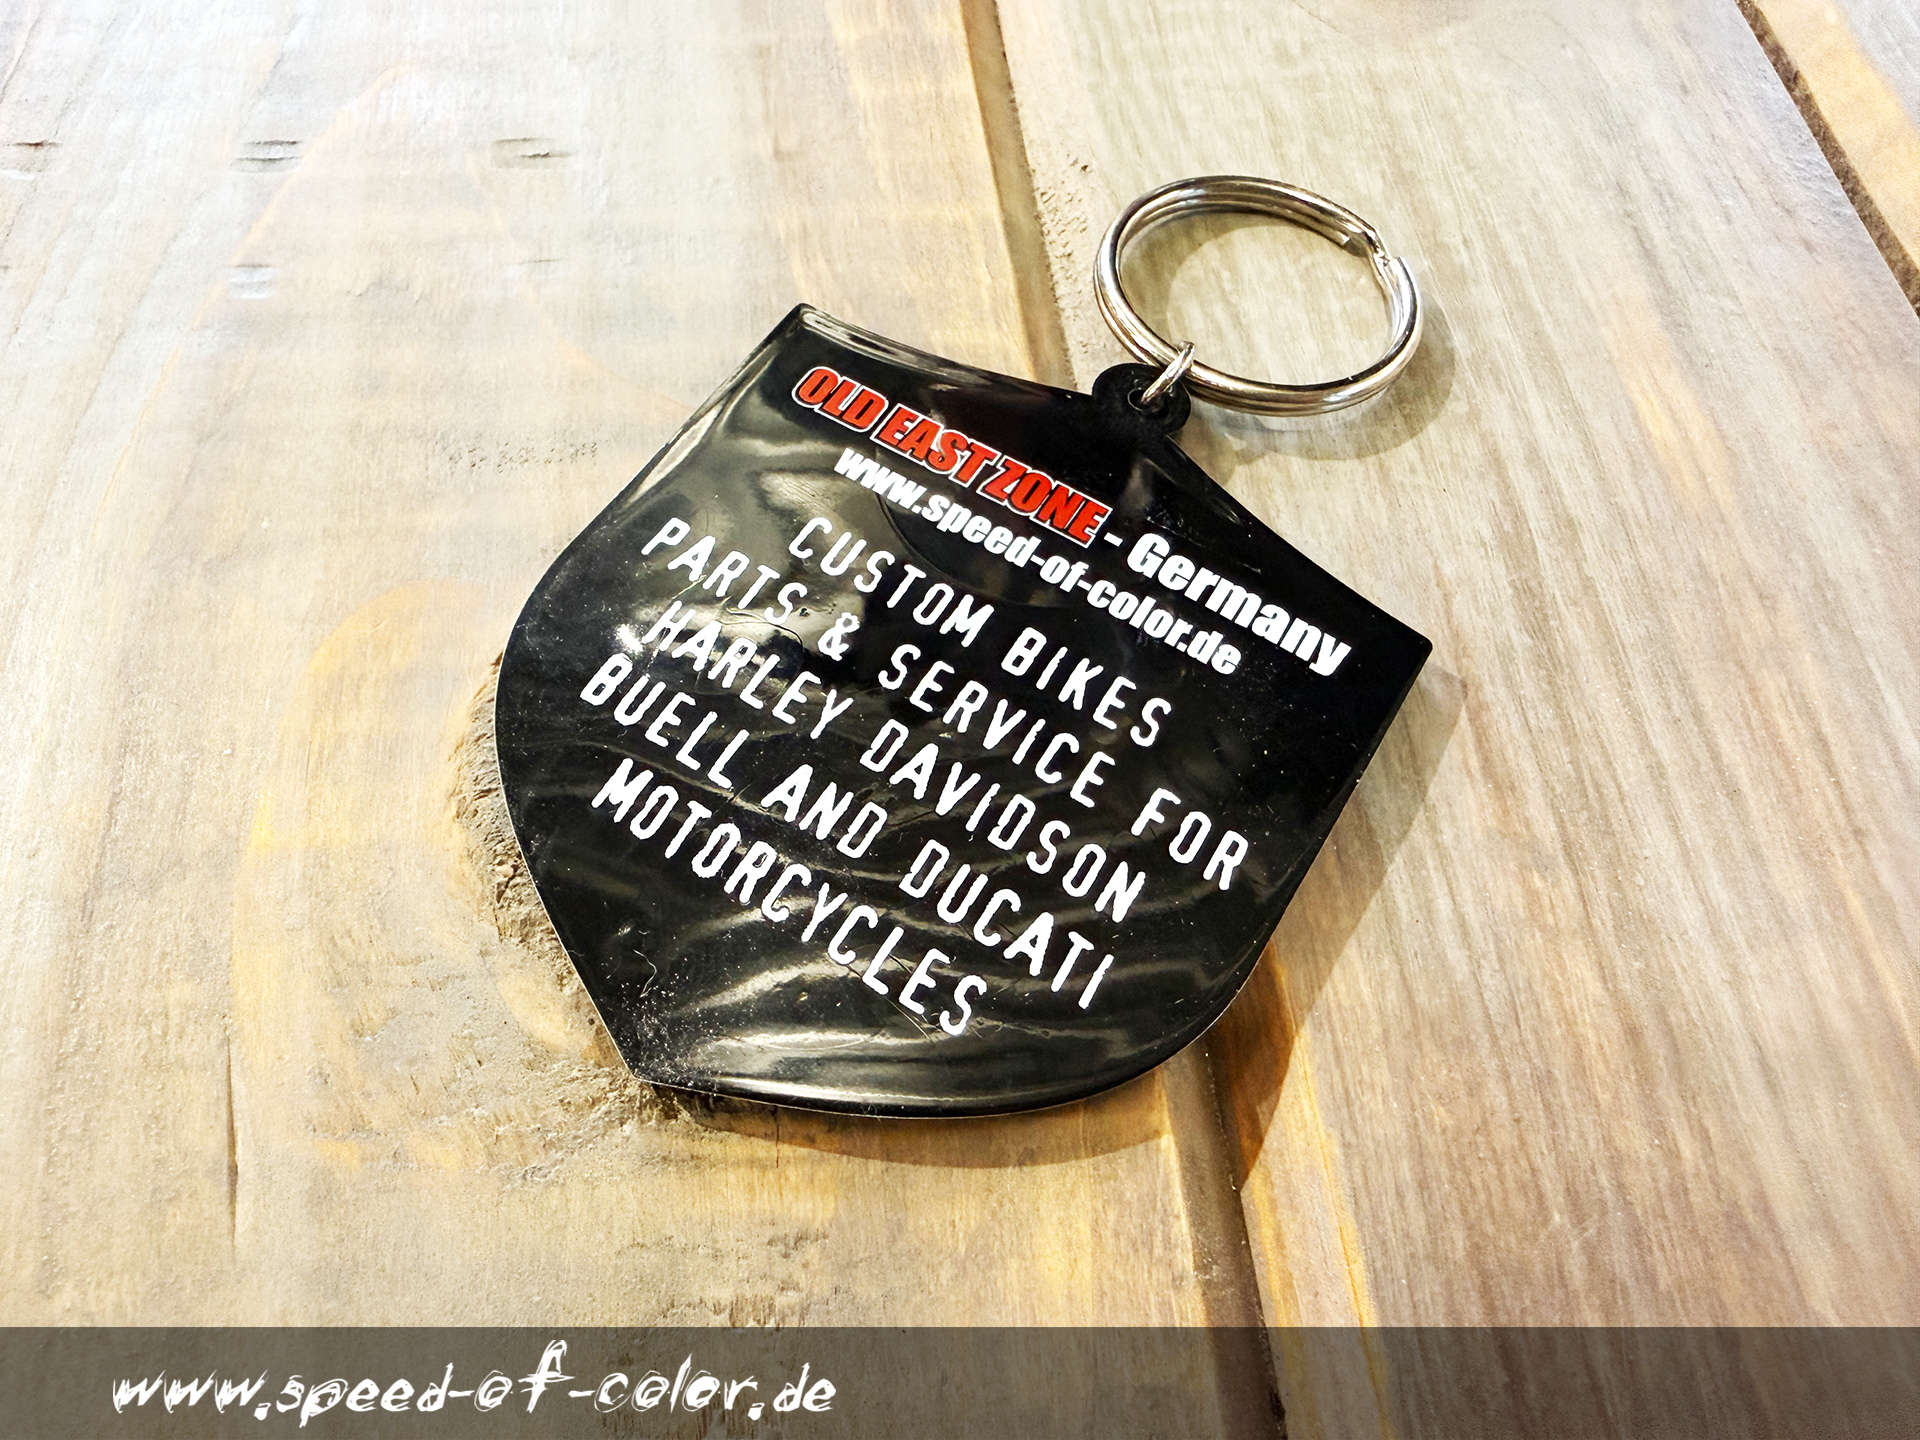 OLD EAST ZONE - Germany
www.speed-of-color.de
CUSTOM BIKES
PARTS & SERVICE FOR
HARLEY DAVIDSON
BUELL AND DUCATI
MOTORCYCLES
www.speed-of-color.de